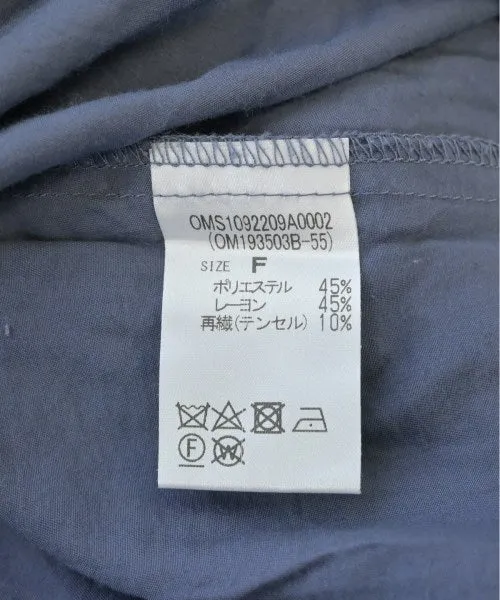 OMS1092209A0002
(OM193503B-55)
SIZE F
ポリエステル 45%
レーヨン 45%
再繊(テンセル) 10%
F W